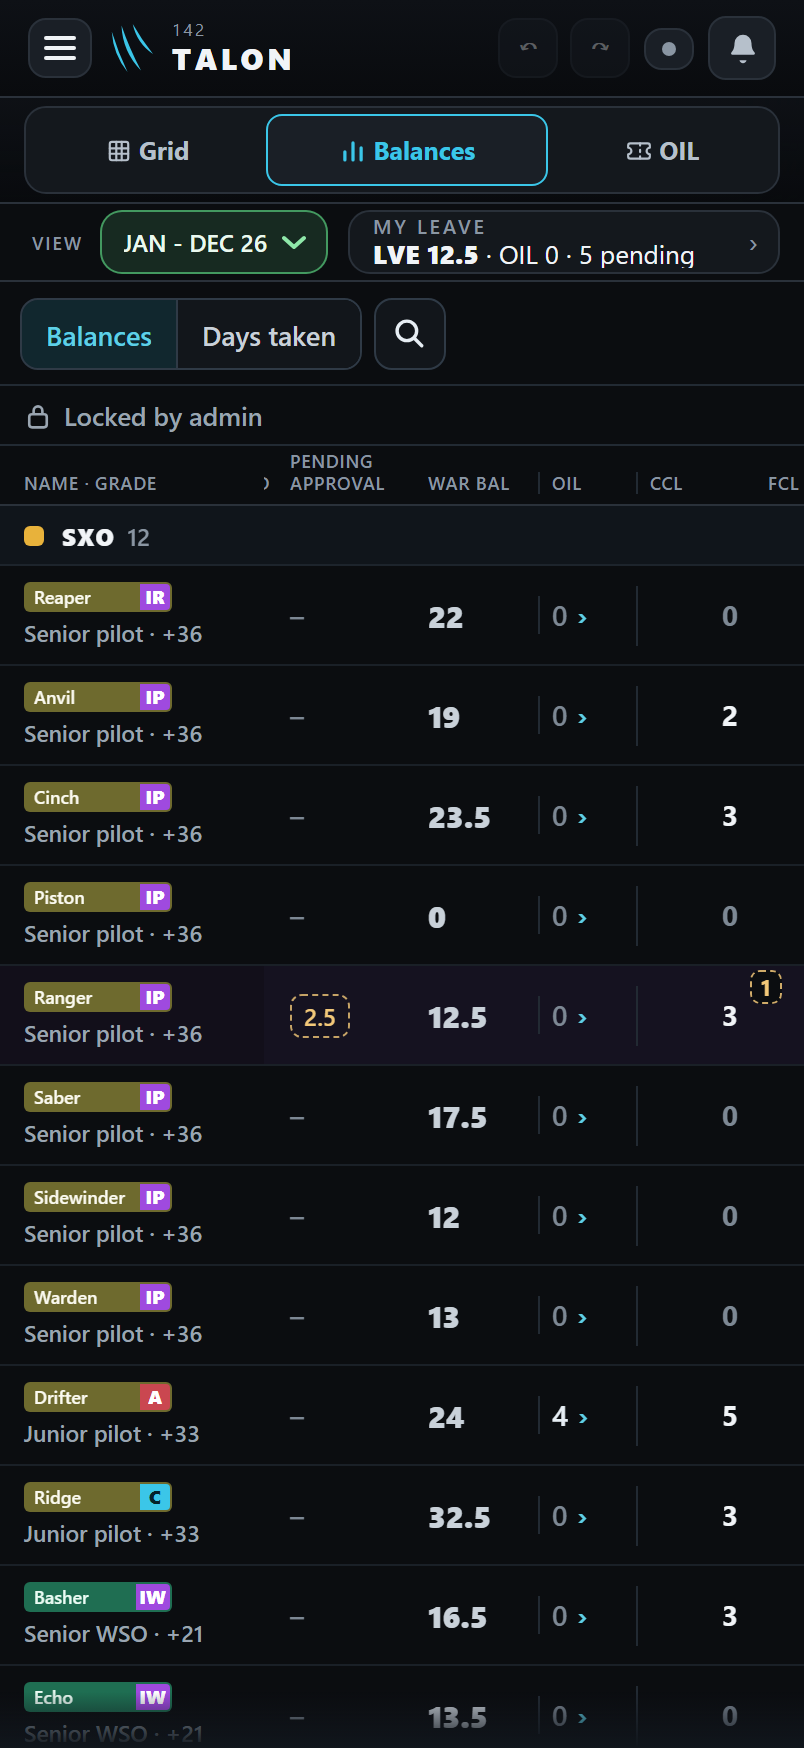 142
TALON
Grid
Balances
OIL
VIEW
JAN - DEC 26
MY LEAVE
LVE 12.5 · OIL 0 · 5 pending
Balances
Days taken
Locked by admin
NAME · GRADE
PENDING APPROVAL
WAR BAL
OIL
CCL
FCL
SXO 12
Reaper IR
Senior pilot · +36
– 22 0 › 0
Anvil IP
Senior pilot · +36
– 19 0 › 2
Cinch IP
Senior pilot · +36
– 23.5 0 › 3
Piston IP
Senior pilot · +36
– 0 0 › 0
Ranger IP
Senior pilot · +36
2.5 12.5 0 › 3 1
Saber IP
Senior pilot · +36
– 17.5 0 › 0
Sidewinder IP
Senior pilot · +36
– 12 0 › 0
Warden IP
Senior pilot · +36
– 13 0 › 0
Drifter A
Junior pilot · +33
– 24 4 › 5
Ridge C
Junior pilot · +33
– 32.5 0 › 3
Basher IW
Senior WSO · +21
– 16.5 0 › 3
Echo IW
Senior WSO · +21
– 13.5 0 › 0